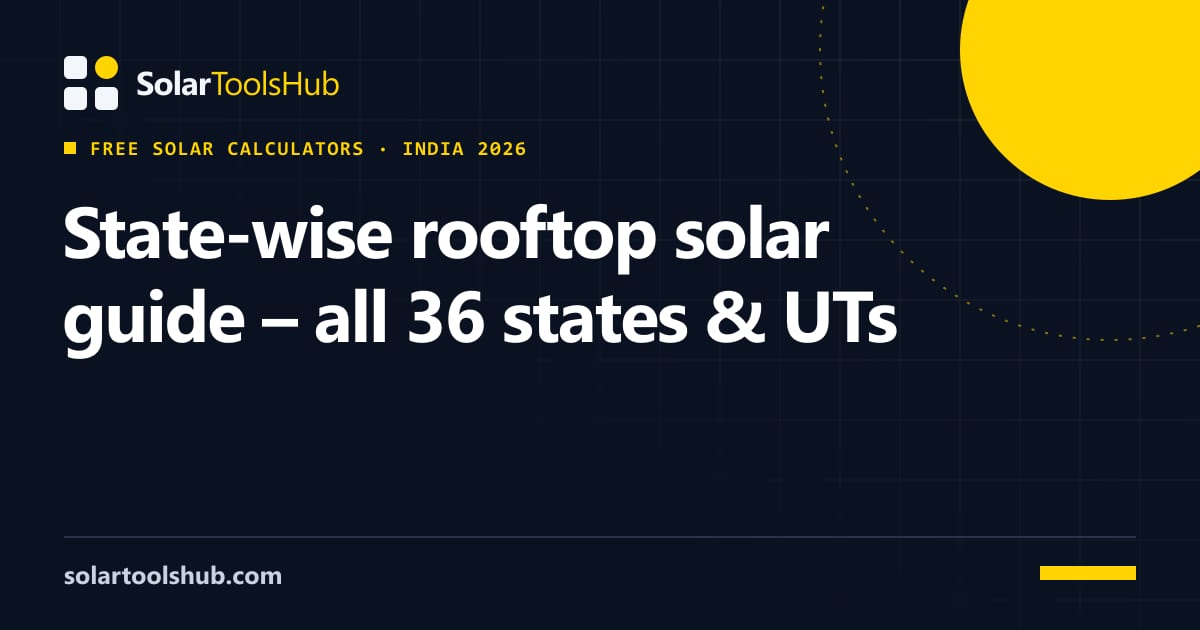 SolarToolsHub
FREE SOLAR CALCULATORS · INDIA 2026
State-wise rooftop solar
guide – all 36 states & UTs
solartoolshub.com